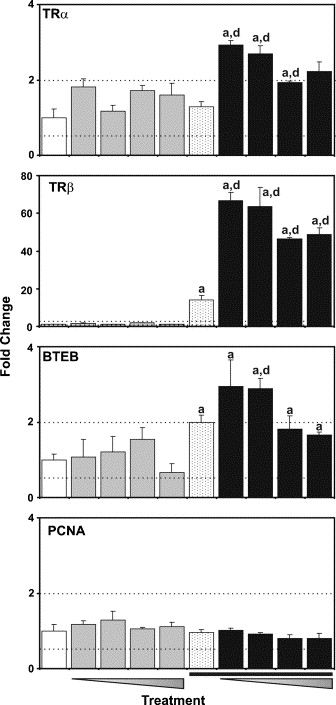 TRα
4
a,d
a,d
a,d
2
0
80
TRβ
a,d
a,d
60
a,d
a,d
40
20
a
0
Fold Change
4
BTEB
a
a,d
a
a
a
2
0
4
PCNA
2
0
Treatment